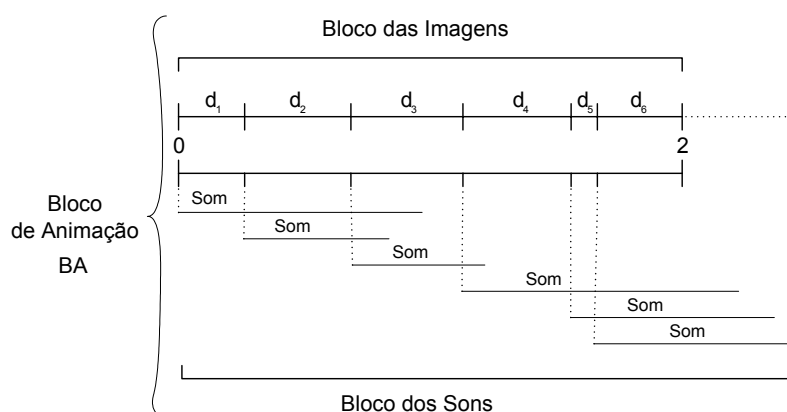 Bloco das Imagens
d₁ d₂ d₃ d₄ d₅ d₆
0 2
Bloco
de Animação
BA
Som
Som
Som
Som
Som
Som
Bloco dos Sons